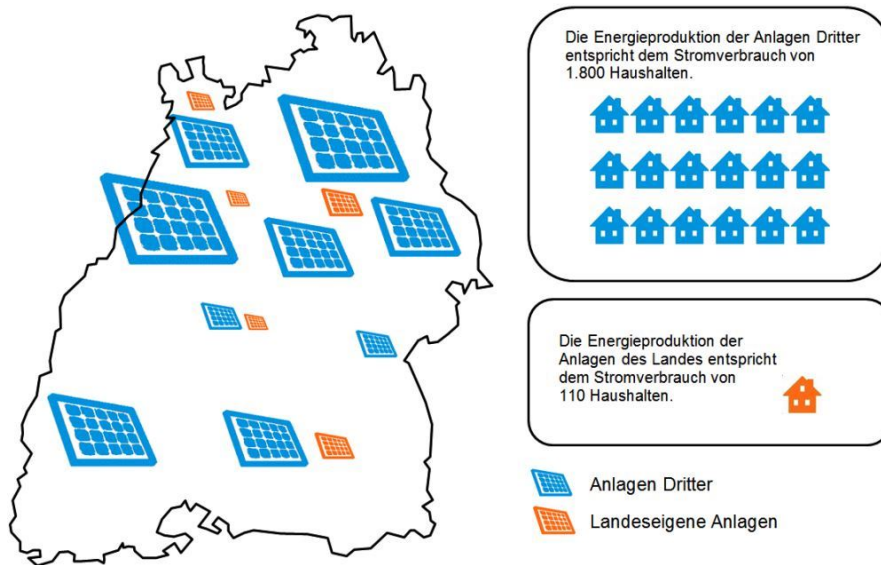 Die Energieproduktion der Anlagen Dritter
entspricht dem Stromverbrauch von
1.800 Haushalten.
Die Energieproduktion der
Anlagen des Landes entspricht
dem Stromverbrauch von
110 Haushalten.
Anlagen Dritter
Landeseigene Anlagen